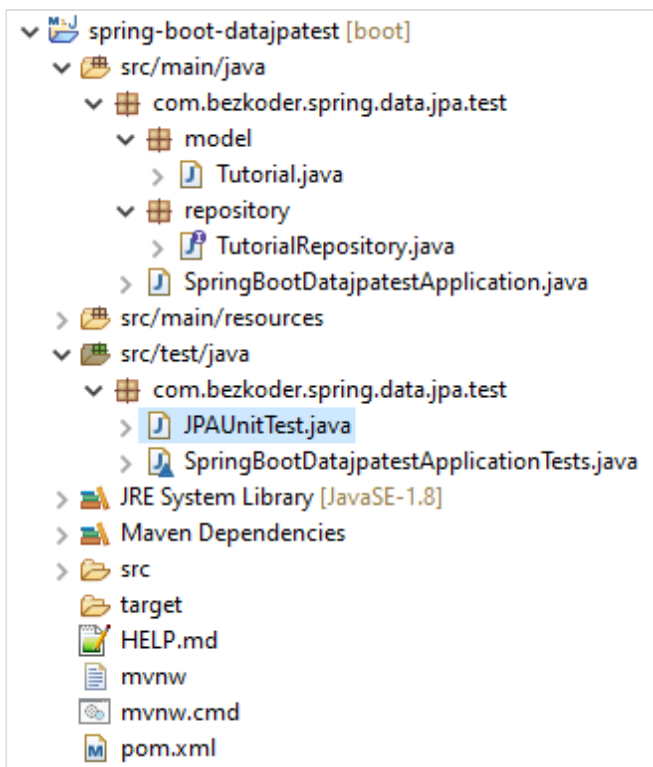 spring-boot-datajpatest [boot]
src/main/java
com.bezkoder.spring.data.jpa.test
model
Tutorial.java
repository
TutorialRepository.java
SpringBootDatajpatestApplication.java
src/main/resources
src/test/java
com.bezkoder.spring.data.jpa.test
JPAUnitTest.java
SpringBootDatajpatestApplicationTests.java
JRE System Library [JavaSE-1.8]
Maven Dependencies
src
target
HELP.md
mvnw
mvnw.cmd
pom.xml